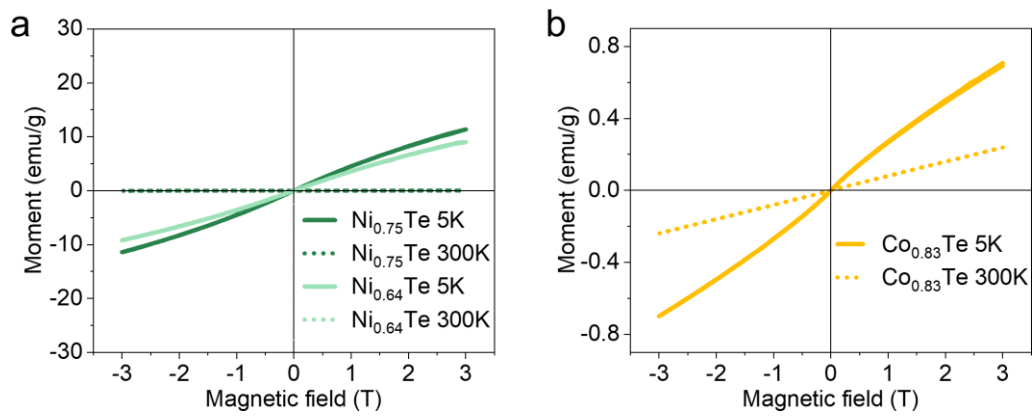 a
30
20
10
0
-10
-20
-30
Moment (emu/g)
-3 -2 -1 0 1 2 3
Magnetic field (T)
Ni0.75Te 5K
Ni0.75Te 300K
Ni0.64Te 5K
Ni0.64Te 300K
b
0.8
0.4
0.0
-0.4
-0.8
Moment (emu/g)
-3 -2 -1 0 1 2 3
Magnetic field (T)
Co0.83Te 5K
Co0.83Te 300K